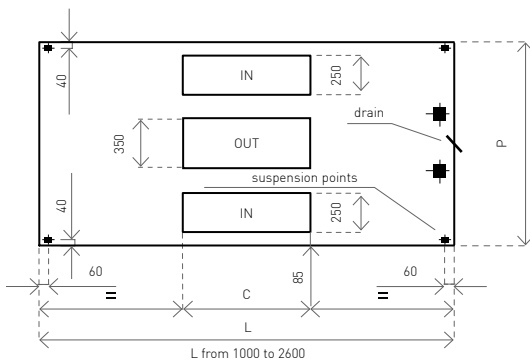 40
IN
250
drain
350
OUT
P
suspension points
40
IN
250
60
85
60
=
C
=
L
L from 1000 to 2600